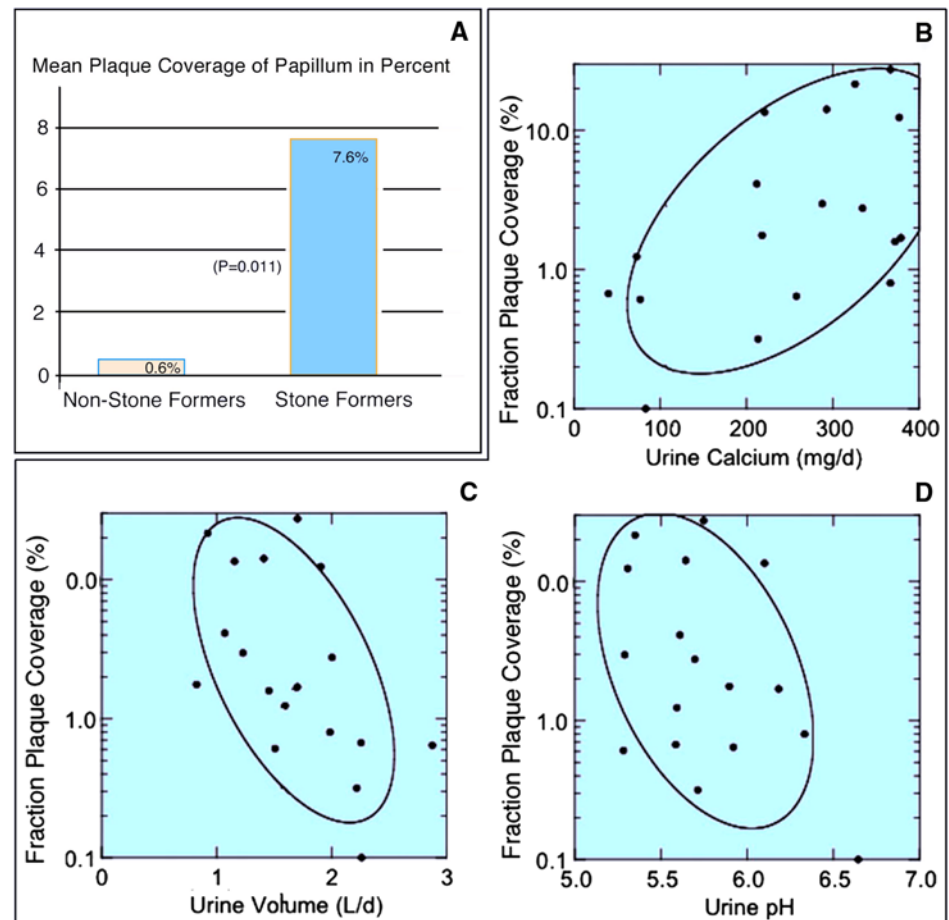 A
Mean Plaque Coverage of Papillum in Percent
8
6
4
2
0
(P=0.011)
7.6%
0.6%
Non-Stone Formers
Stone Formers
B
Fraction Plaque Coverage (%)
10.0
1.0
0.1
0 100 200 300 400
Urine Calcium (mg/d)
C
Fraction Plaque Coverage (%)
0.0
1.0
0.1
0 1 2 3
Urine Volume (L/d)
D
Fraction Plaque Coverage (%)
0.0
1.0
0.1
5.0 5.5 6.0 6.5 7.0
Urine pH